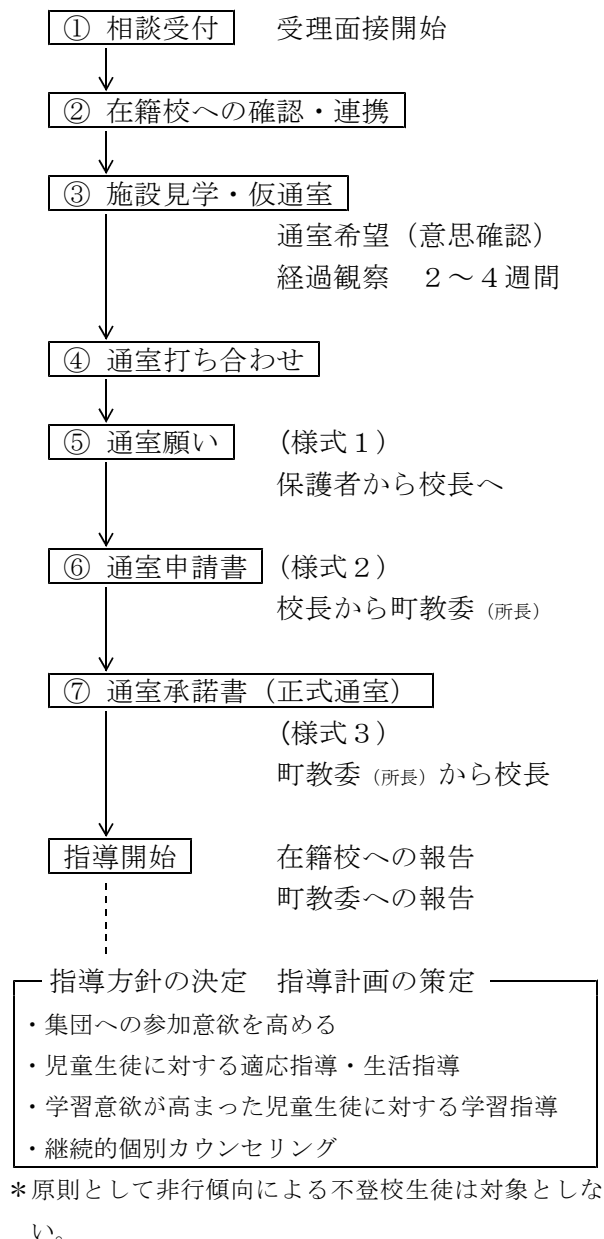 ① 相談受付　受理面接開始
② 在籍校への確認・連携
③ 施設見学・仮通室
通室希望（意思確認）
経過観察　２～４週間
④ 通室打ち合わせ
⑤ 通室願い　(様式１)
保護者から校長へ
⑥ 通室申請書　(様式２)
校長から町教委（所長）
⑦ 通室承諾書（正式通室）
(様式３)
町教委（所長）から校長
指導開始　在籍校への報告
町教委への報告
指導方針の決定　指導計画の策定
・集団への参加意欲を高める
・児童生徒に対する適応指導・生活指導
・学習意欲が高まった児童生徒に対する学習指導
・継続的個別カウンセリング
＊原則として非行傾向による不登校生徒は対象としな
い。